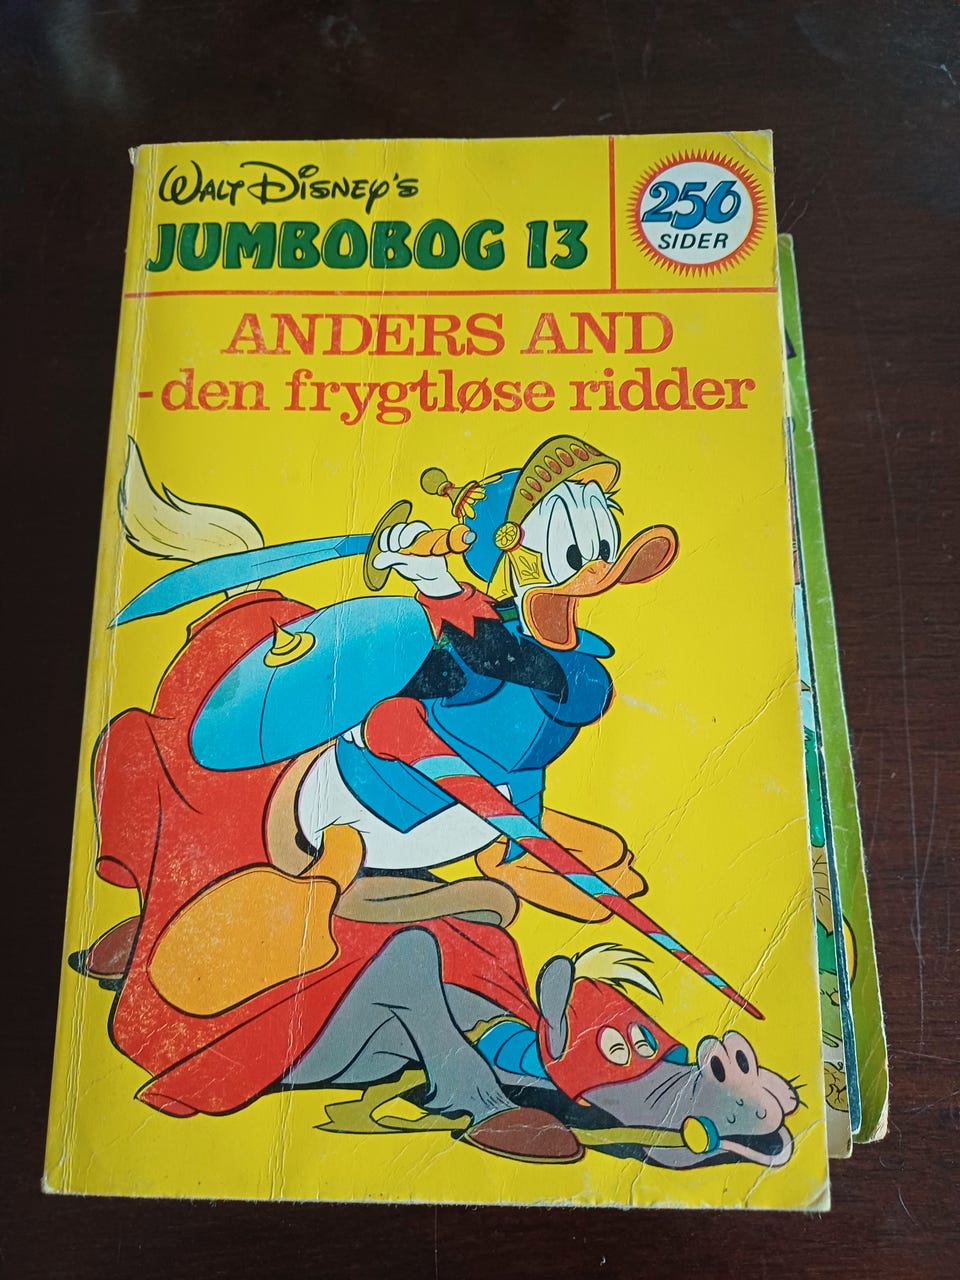 WALT DISNEY'S
JUMBOBOG 13
256
SIDER
ANDERS AND
-den frygtløse ridder